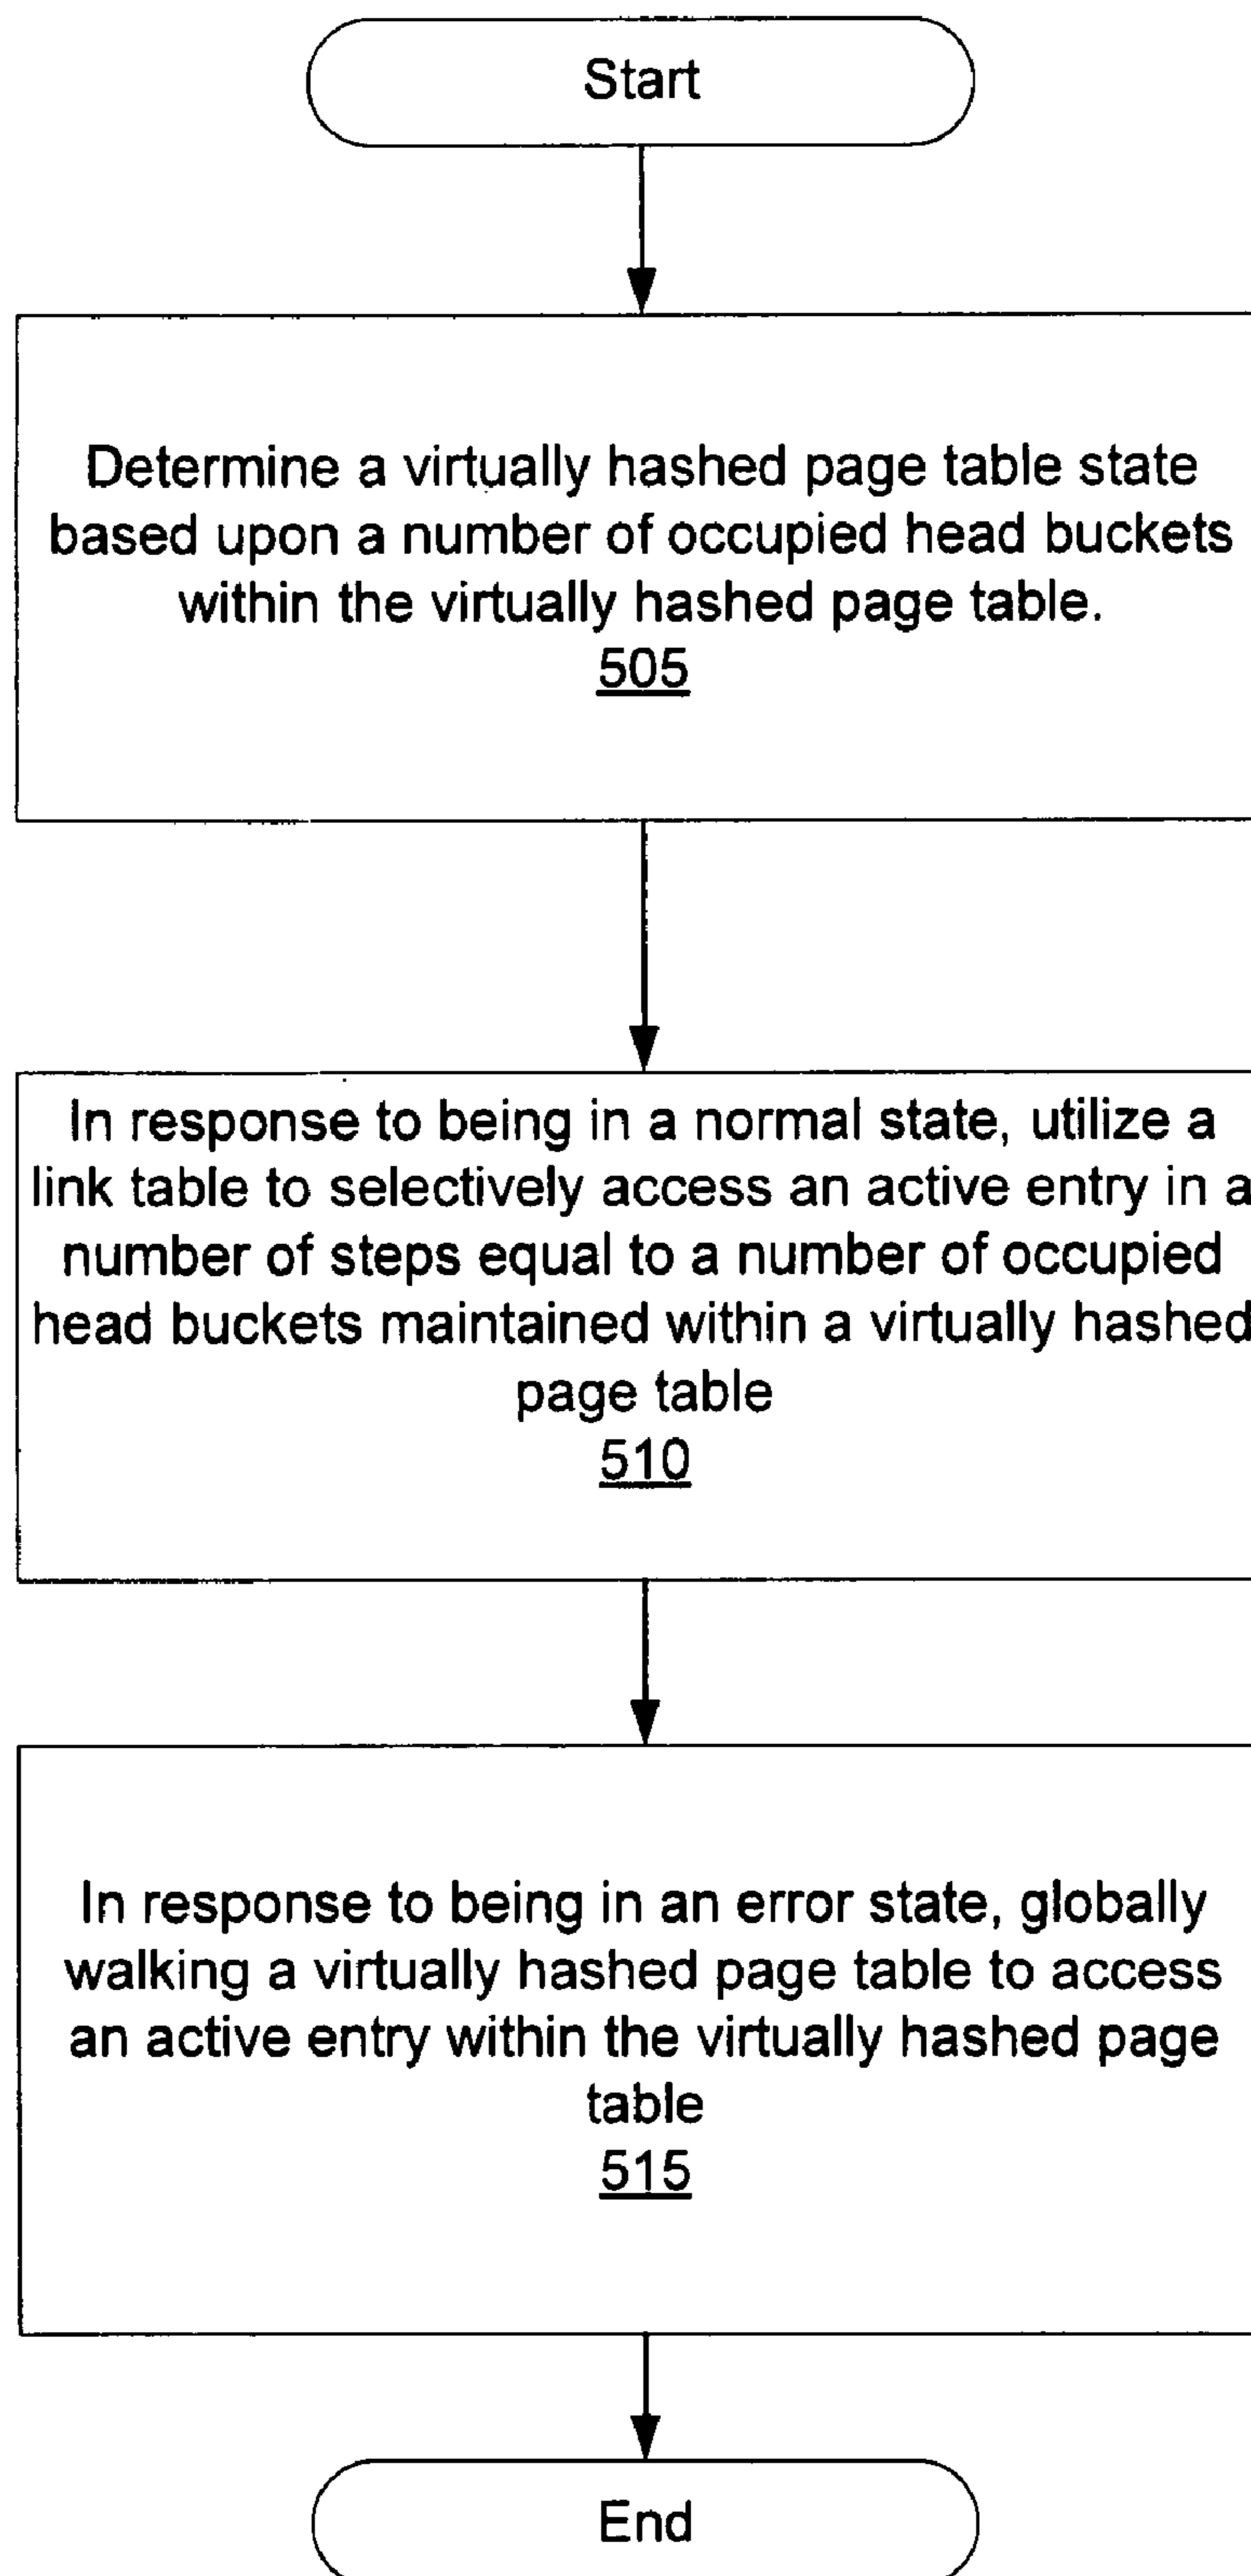 Start
Determine a virtually hashed page table state
based upon a number of occupied head buckets
within the virtually hashed page table.
505
In response to being in a normal state, utilize a
link table to selectively access an active entry in a
number of steps equal to a number of occupied
head buckets maintained within a virtually hashed
page table
510
In response to being in an error state, globally
walking a virtually hashed page table to access
an active entry within the virtually hashed page
table
515
End